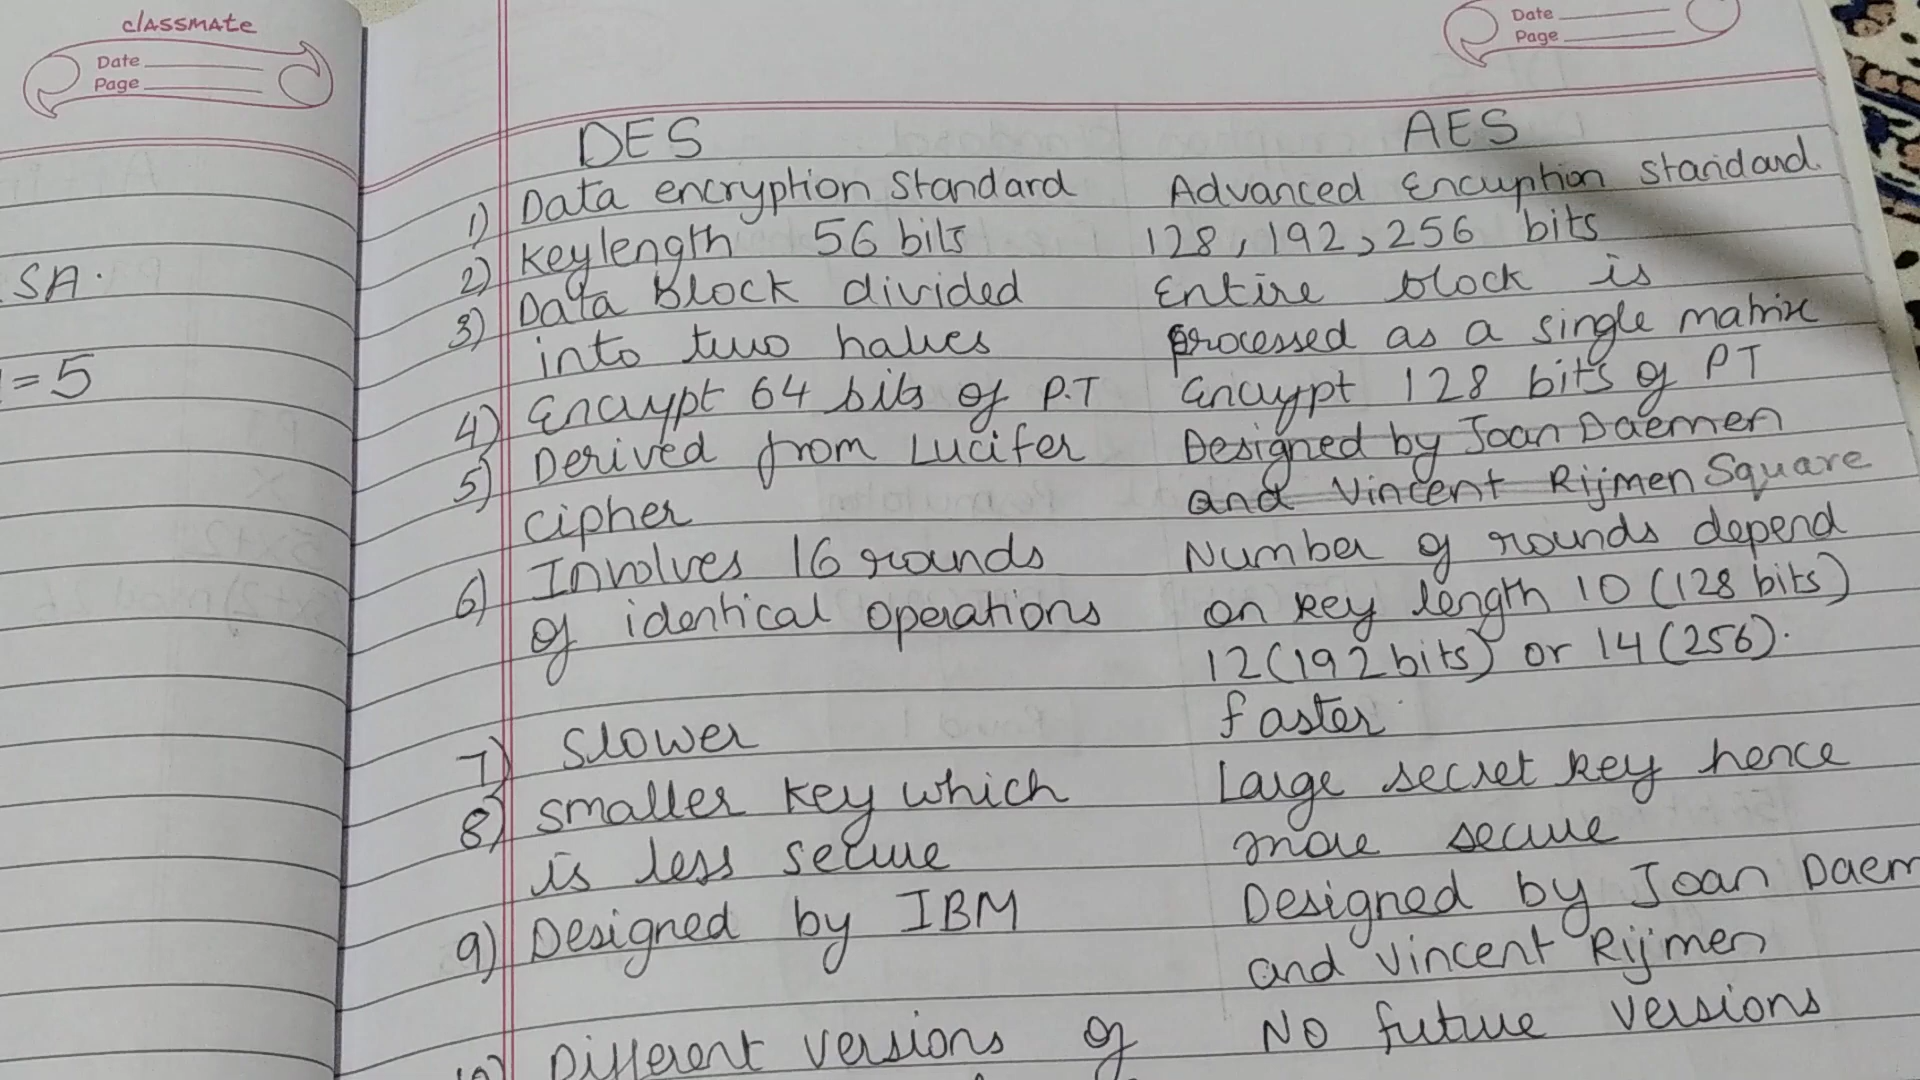 classmate
Date
Page
Date
Page
SA.
= 5
DES AES
1) Data encryption Standard Advanced Encryption standard.
2) Keylength 56 bits 128, 192, 256 bits
3) Data Block divided Entire block is
into two halves processed as a single matrix
4) Encrypt 64 bits of P.T Encrypt 128 bits of PT
5) Derived from Lucifer Designed by Joan Daemen
cipher and Vincent Rijmen Square
6) Involves 16 rounds Number of rounds depend
of identical operations on key length 10 (128 bits)
12 (192 bits) or 14 (256).
7) Slower faster
8) smaller key which Large secret key hence
is less secure more secure
9) Designed by IBM Designed by Joan Daem
and Vincent Rijmen
10) Different versions of No future versions